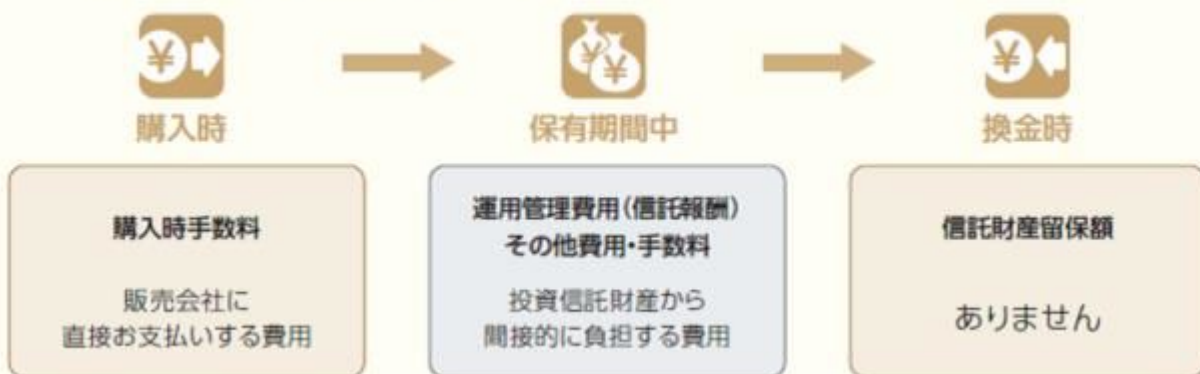 購入時
保有期間中
換金時
購入時手数料
販売会社に
直接お支払いする費用
運用管理費用(信託報酬)
その他費用・手数料
投資信託財産から
間接的に負担する費用
信託財産留保額
ありません